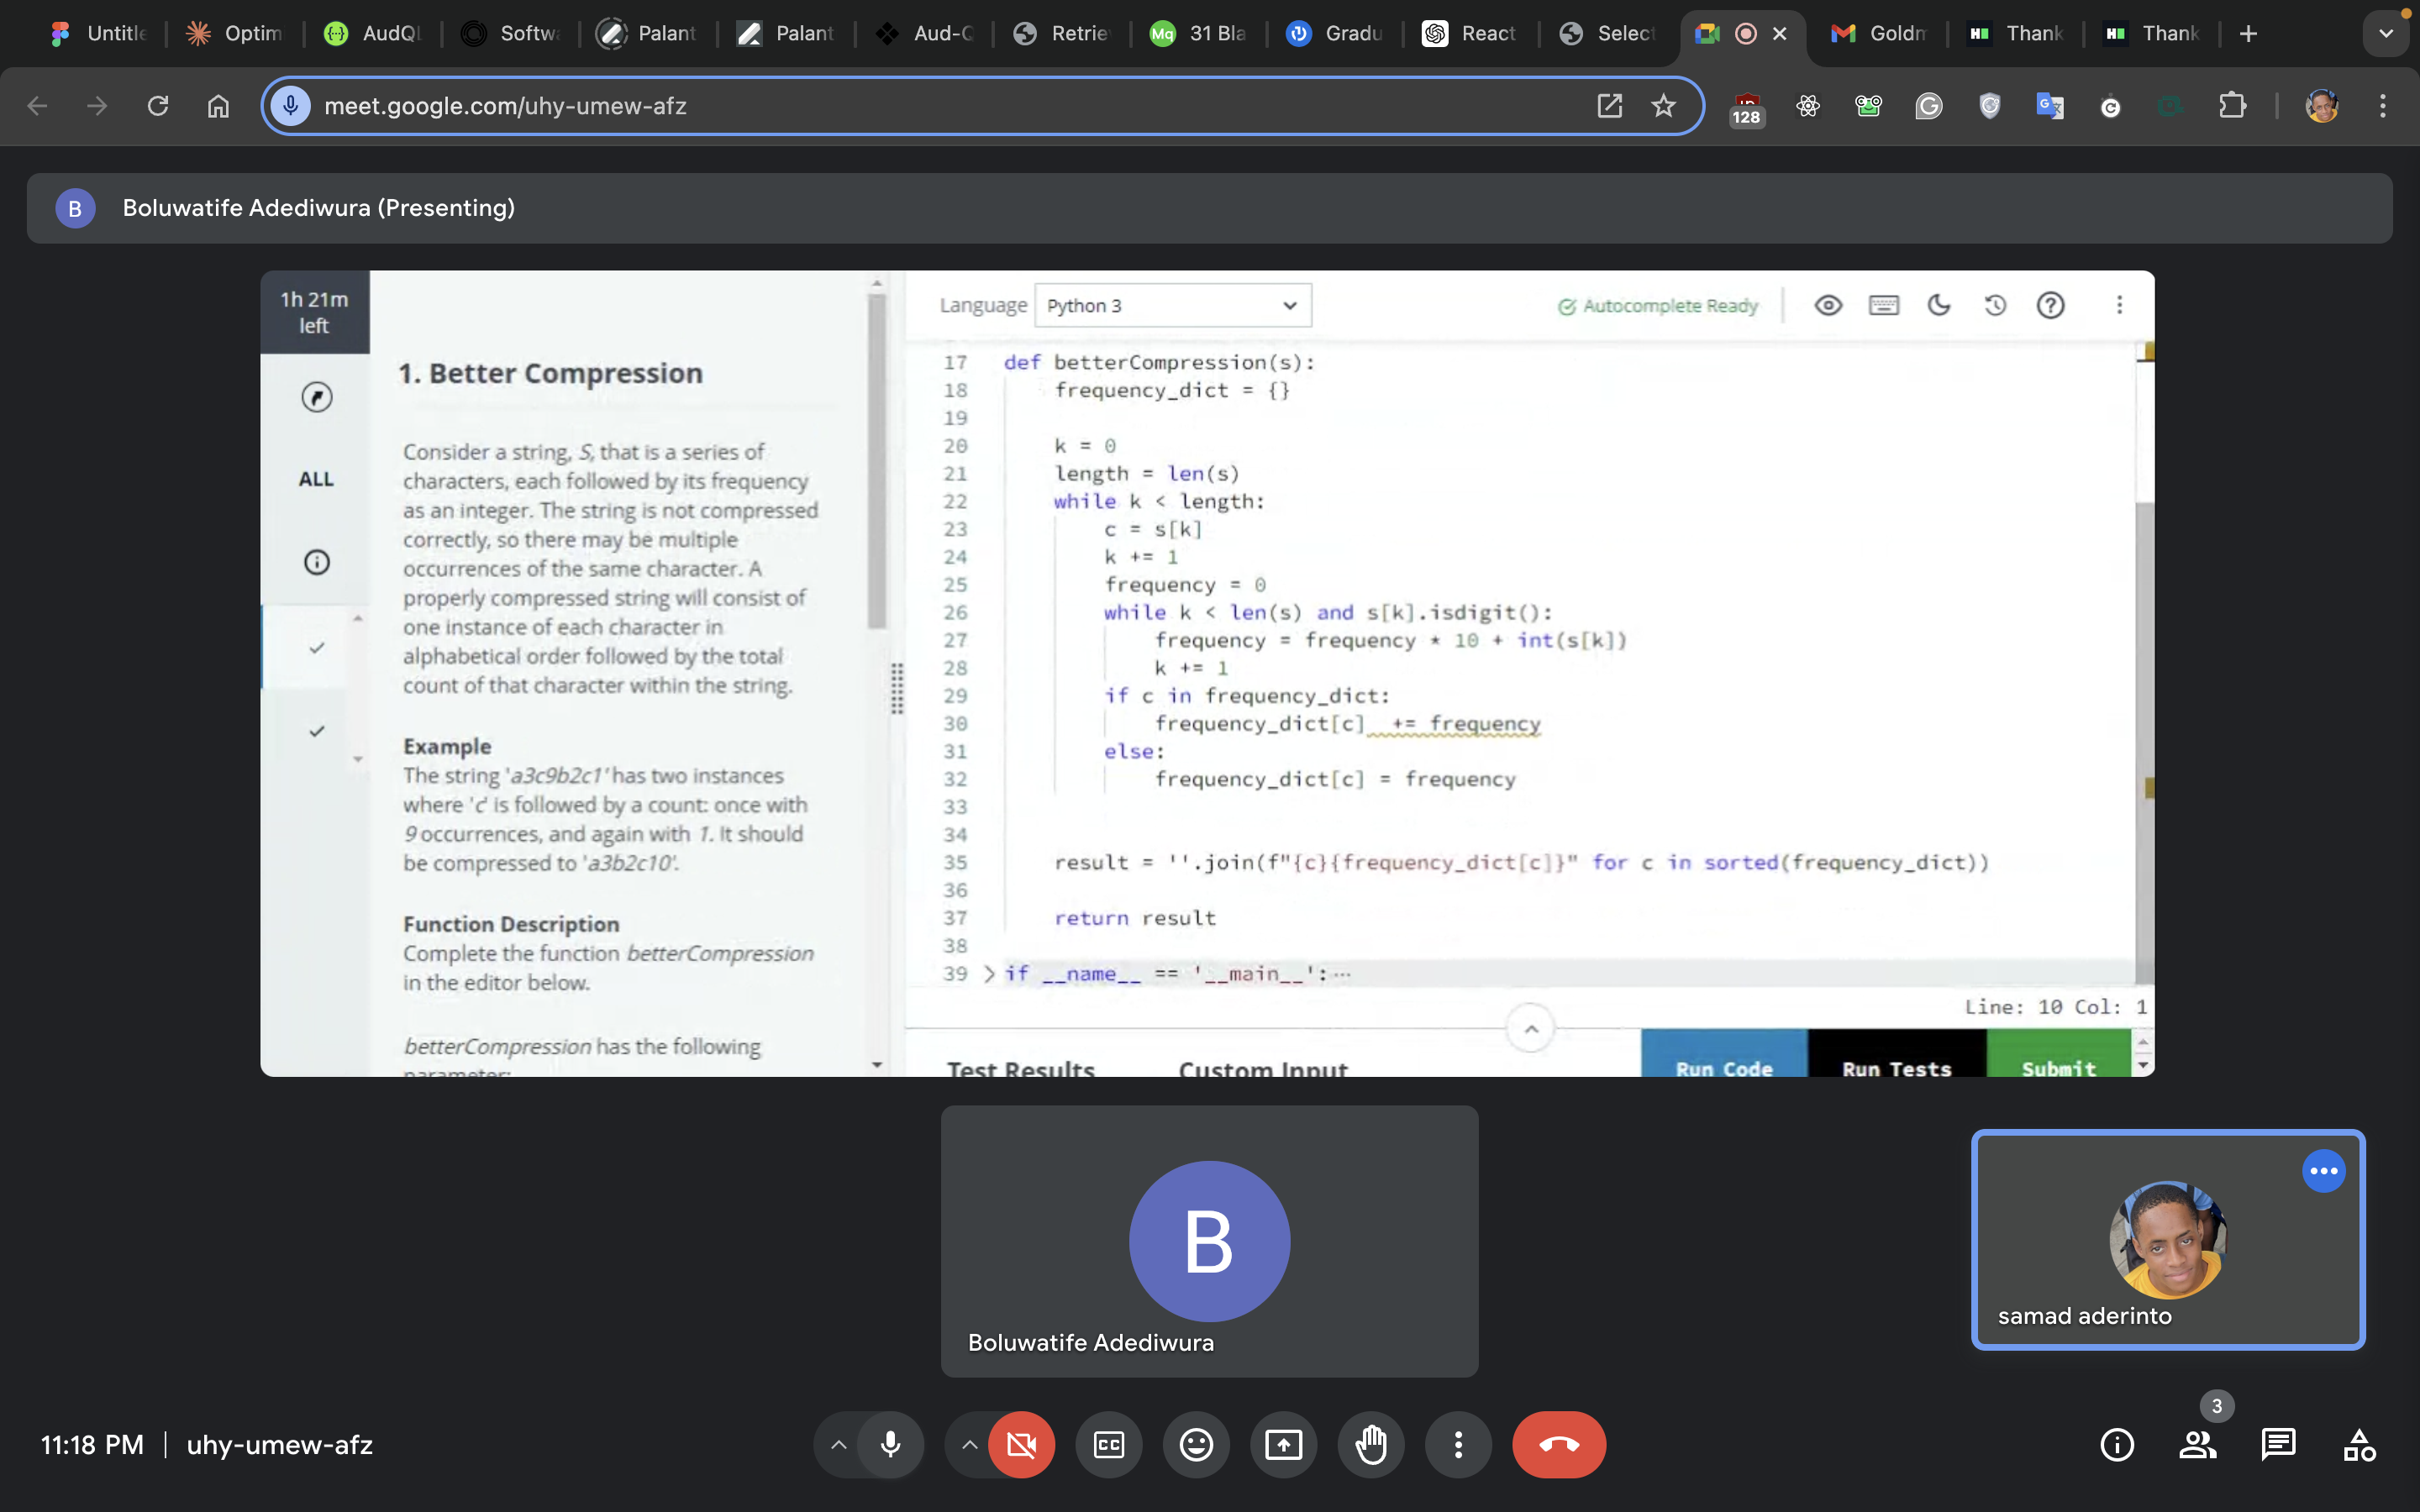 Untitle
Optim
AudQL
Softwa
Palant
Palant
Aud-Q
Retrie
31 Bla
Gradu
React
Select
Goldm
Thank
Thank
meet.google.com/uhy-umew-afz
128
B
Boluwatife Adediwura (Presenting)
1h 21m
left
ALL
1. Better Compression
Consider a string, S, that is a series of
characters, each followed by its frequency
as an integer. The string is not compressed
correctly, so there may be multiple
occurrences of the same character. A
properly compressed string will consist of
one instance of each character in
alphabetical order followed by the total
count of that character within the string.
Example
The string 'a3c9b2c1' has two instances
where 'c' is followed by a count: once with
9 occurrences, and again with 1. It should
be compressed to 'a3b2c10'.
Function Description
Complete the function betterCompression
in the editor below.
betterCompression has the following
parameter:
Language
Python 3
Autocomplete Ready
17 def betterCompression(s):
18 frequency_dict = {}
19
20 k = 0
21 length = len(s)
22 while k < length:
23 c = s[k]
24 k += 1
25 frequency = 0
26 while k < len(s) and s[k].isdigit():
27 frequency = frequency * 10 + int(s[k])
28 k += 1
29 if c in frequency_dict:
30 frequency_dict[c]  += frequency
31 else:
32 frequency_dict[c] = frequency
33
34
35 result = ''.join(f"{c}{frequency_dict[c]}" for c in sorted(frequency_dict))
36
37 return result
38
39 if __name__ == '__main__':···
Line: 10 Col: 1
Test Results
Custom Input
Run Code
Run Tests
Submit
B
Boluwatife Adediwura
samad aderinto
11:18 PM | uhy-umew-afz
CC
3